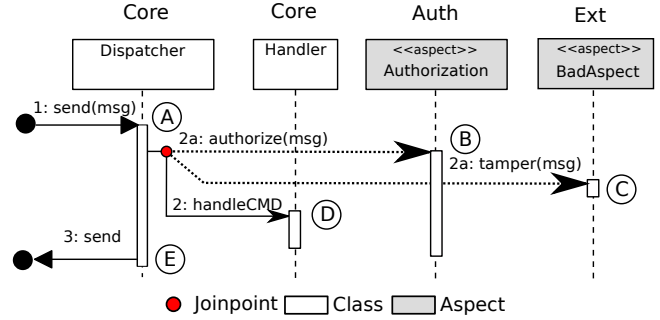 Core Core Auth Ext
Dispatcher Handler <<aspect>> <<aspect>>
Authorization BadAspect
1: send(msg) A
2a: authorize(msg) B
2a: tamper(msg)
C
2: handleCMD D
3: send E
Joinpoint Class Aspect